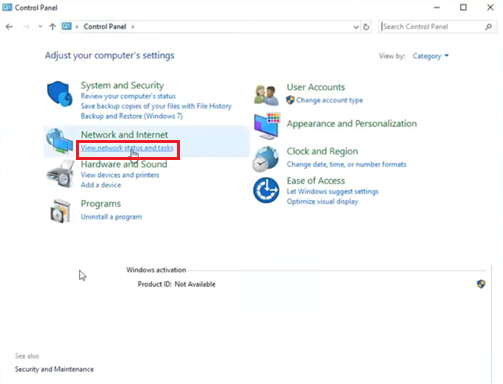 Control Panel
Control Panel
Search Control Panel
Adjust your computer's settings
View by: Category
System and Security
Review your computer's status
Save backup copies of your files with File History
Backup and Restore (Windows 7)
Network and Internet
View network status and tasks
Hardware and Sound
View devices and printers
Add a device
Programs
Uninstall a program
User Accounts
Change account type
Appearance and Personalization
Clock and Region
Change date, time, or number formats
Ease of Access
Let Windows suggest settings
Optimize visual display
Windows activation
Product ID: Not Available
See also
Security and Maintenance